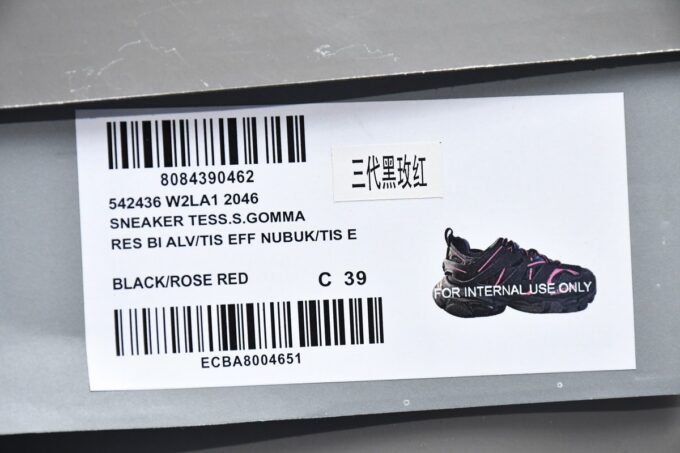 8084390462
542436 W2LA1 2046
SNEAKER TESS.S.GOMMA
RES BI ALV/TIS EFF NUBUK/TIS E
三代黑玫红
BLACK/ROSE RED C 39
FOR INTERNAL USE ONLY
ECBA8004651